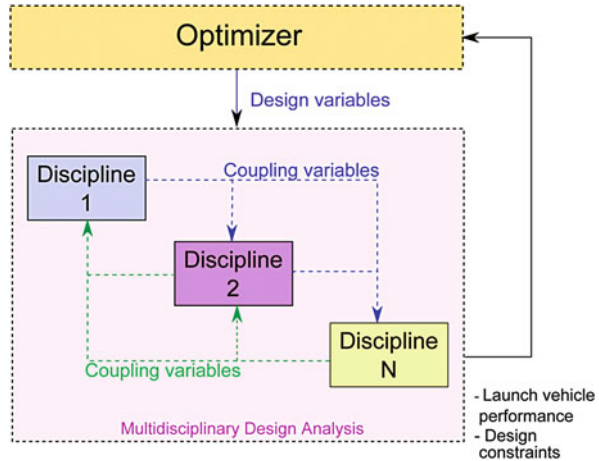 Optimizer
Design variables
Discipline
1
Coupling variables
Discipline
2
Discipline
N
Coupling variables
Multidisciplinary Design Analysis
- Launch vehicle
performance
- Design
constraints